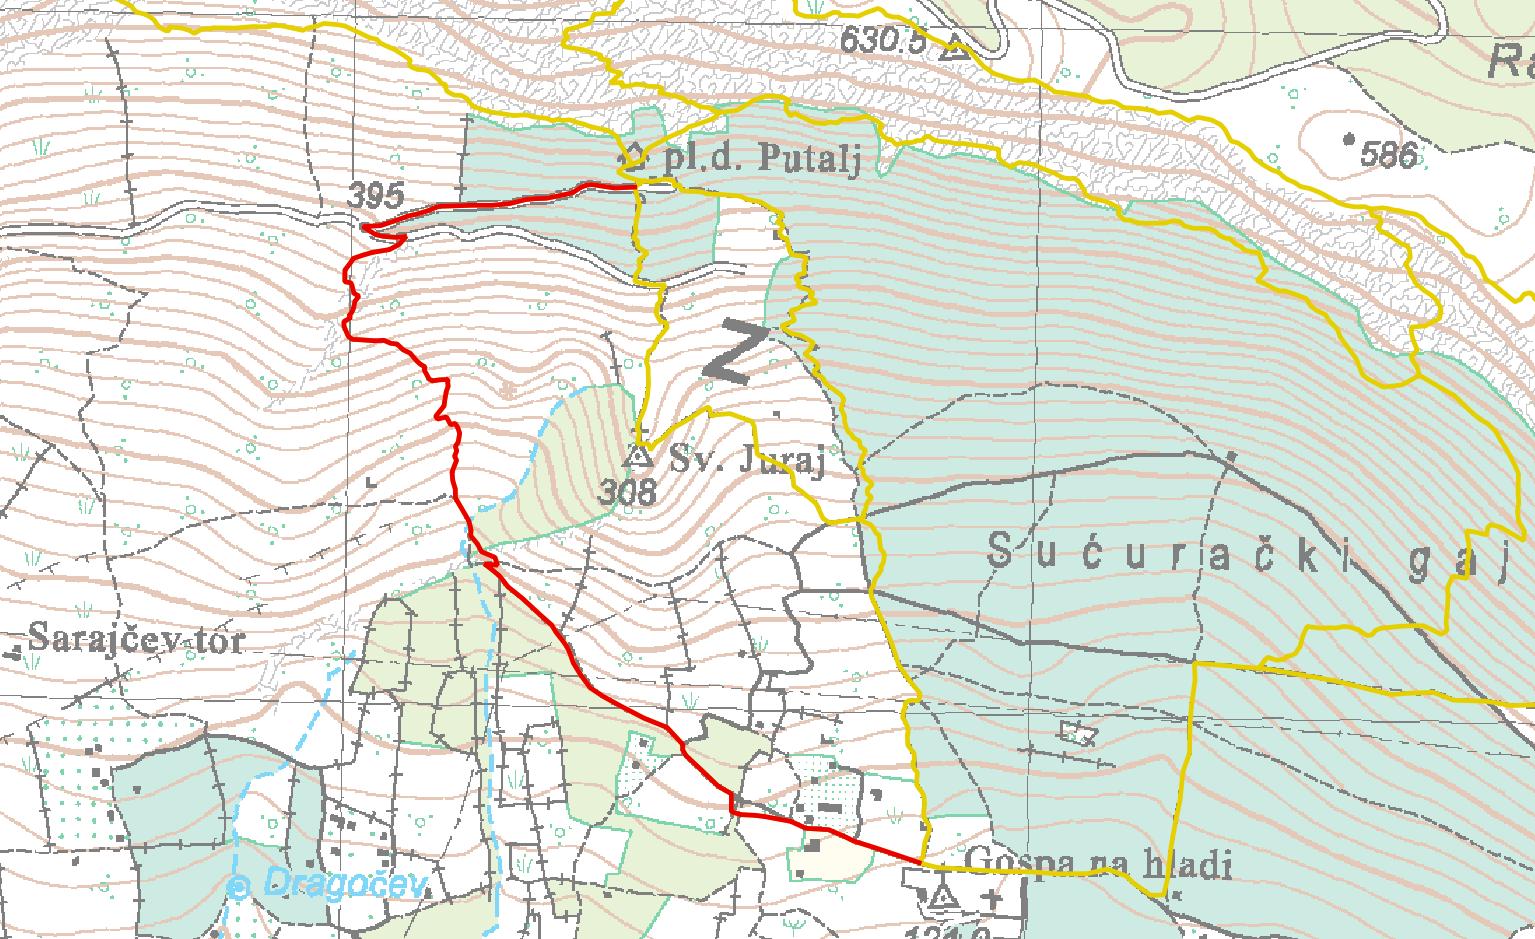 630.5
Ra
586
pl.d. Putalj
395
Z
Sv. Juraj
308
Sućurački gaj
Sarajčev tor
Gospa na hladi
Dragočev